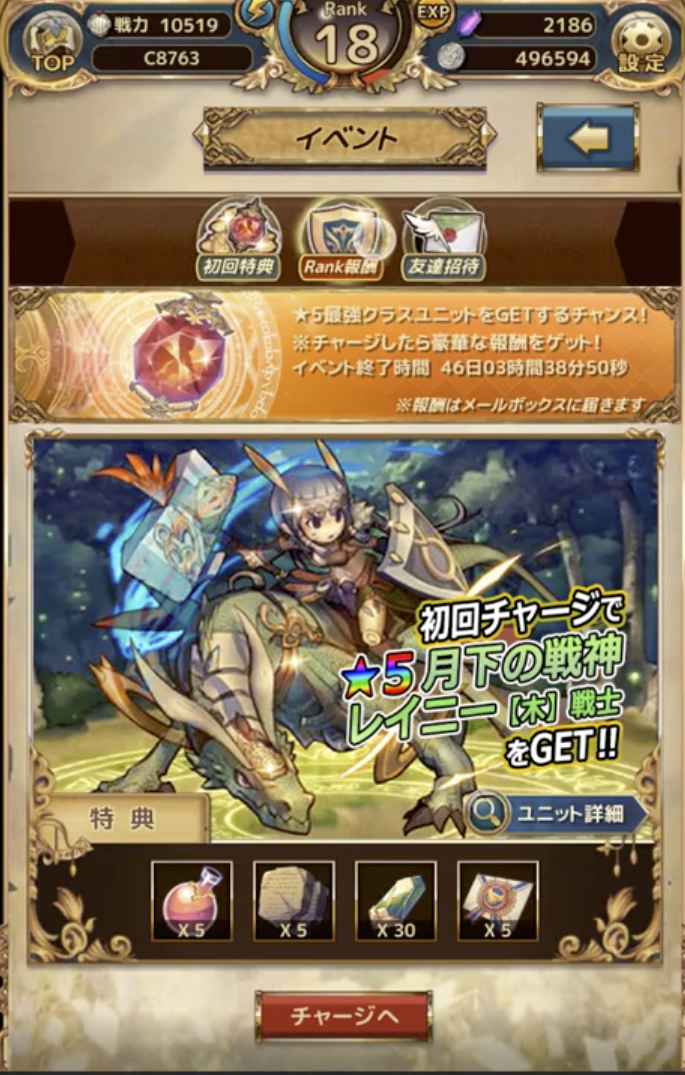 Rank
EXP
戦力 10519
18
2186
TOP
C8763
496594
設定
イベント
初回特典
Rank報酬
友達招待
★5最強クラスユニットをGETするチャンス!
※チャージしたら豪華な報酬をゲット!
イベント終了時間 46日03時間38分50秒
※報酬はメールボックスに届きます
初回チャージで
★5 月下の戦神
レイニー [木] 戦士
をGET!!
特典
ユニット詳細
X 5
X 5
X 30
X 5
チャージへ